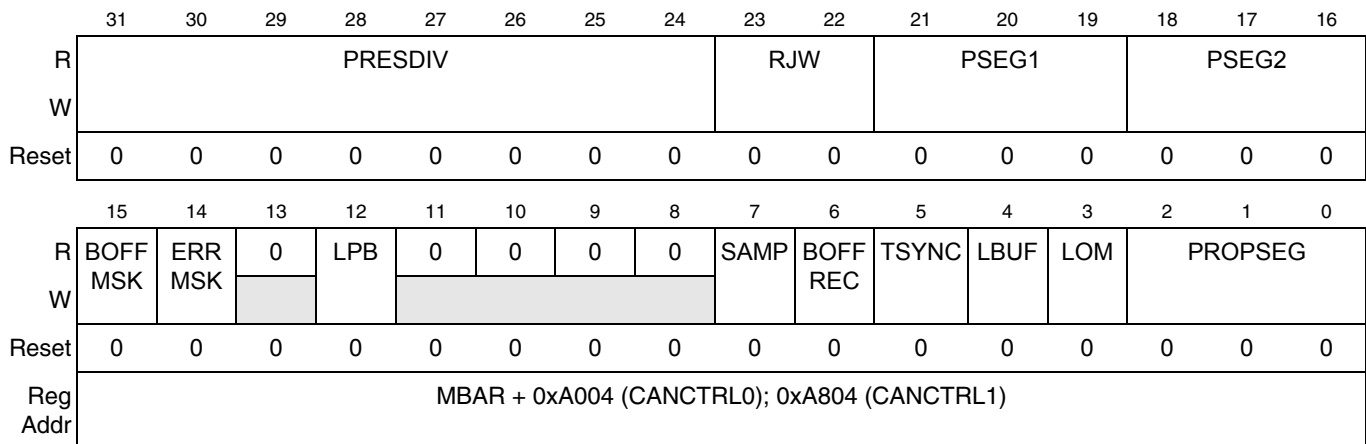 31 30 29 28 27 26 25 24 23 22 21 20 19 18 17 16
R PRESDIV RJW PSEG1 PSEG2
W
Reset 0 0 0 0 0 0 0 0 0 0 0 0 0 0 0 0
15 14 13 12 11 10 9 8 7 6 5 4 3 2 1 0
R BOFF ERR 0 LPB 0 0 0 0 SAMP BOFF TSYNC LBUF LOM PROPSEG
W MSK MSK REC
Reset 0 0 0 0 0 0 0 0 0 0 0 0 0 0 0 0
Reg MBAR + 0xA004 (CANCTRL0); 0xA804 (CANCTRL1)
Addr